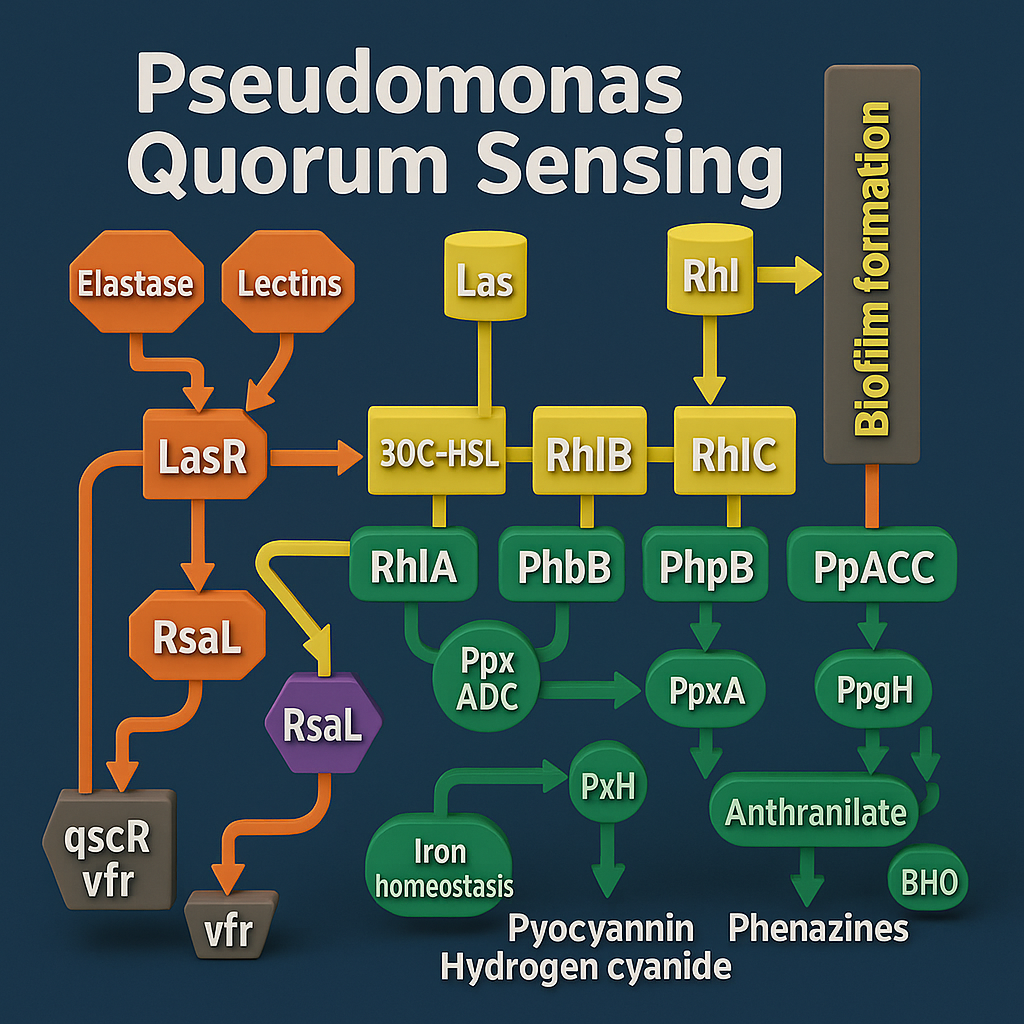 Pseudomonas
Quorum Sensing
Biofiim formation
Elastase
Lectins
Las
Rhl
LasR
3OC-HSL
RhlB
RhlC
RhlA
PhbB
PhpB
PpACC
RsaL
Ppx
ADC
PpxA
PpgH
RsaL
PxH
Anthranilate
qscR
vfr
Iron
homeostasis
BHO
vfr
Pyocyannin
Phenazines
Hydrogen cyanide